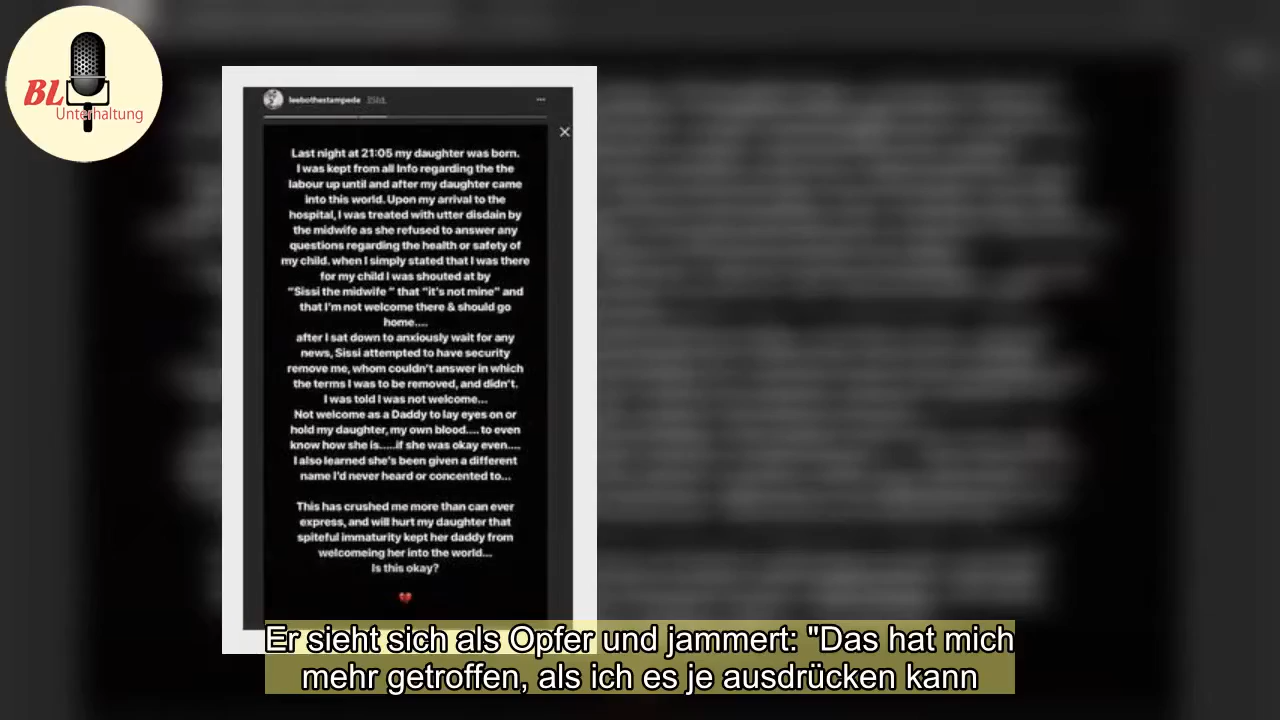 BL
Unterhaltung
leebothestampede
Last night at 21:05 my daughter was born.
I was kept from all Info regarding the the
labour up until and after my daughter came
into this world. Upon my arrival to the
hospital, I was treated with utter disdain by
the midwife as she refused to answer any
questions regarding the health or safety of
my child. when I simply stated that I was there
for my child I was shouted at by
“Sissi the midwife ” that “it's not mine” and
that I'm not welcome there & should go
home....
after I sat down to anxiously wait for any
news, Sissi attempted to have security
remove me, whom couldn't answer in which
the terms I was to be removed, and didn't.
I was told I was not welcome...
Not welcome as a Daddy to lay eyes on or
hold my daughter, my own blood.... to even
know how she is.....if she was okay even....
I also learned she's been given a different
name I'd never heard or concented to...
This has crushed me more than can ever
express, and will hurt my daughter that
spiteful immaturity kept her daddy from
welcomeing her into the world...
Is this okay?
Er sieht sich als Opfer und jammert: "Das hat mich
mehr getroffen, als ich es je ausdrücken kann